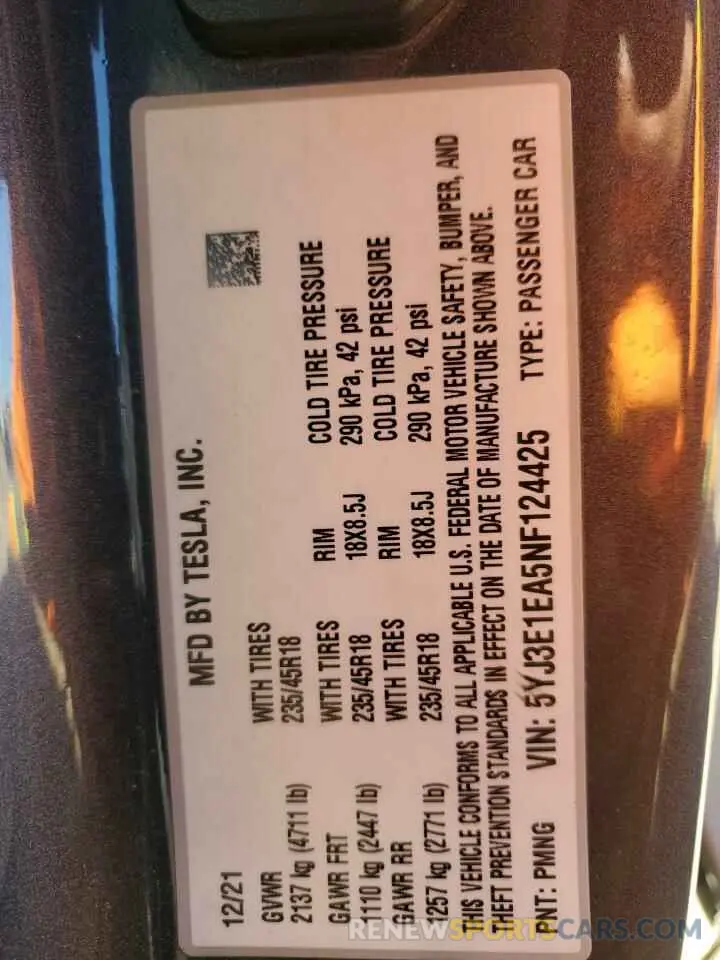 MFD BY TESLA, INC.
12/21
GVWR WITH TIRES
2137 kg (4711 lb) 235/45R18
GAWR FRT WITH TIRES RIM COLD TIRE PRESSURE
1110 kg (2447 lb) 235/45R18 18X8.5J 290 kPa, 42 psi
GAWR RR WITH TIRES RIM COLD TIRE PRESSURE
1257 kg (2771 lb) 235/45R18 18X8.5J 290 kPa, 42 psi
THIS VEHICLE CONFORMS TO ALL APPLICABLE U.S. FEDERAL MOTOR VEHICLE SAFETY, BUMPER, AND
THEFT PREVENTION STANDARDS IN EFFECT ON THE DATE OF MANUFACTURE SHOWN ABOVE.
PNT: PMNG VIN: 5YJ3E1EA5NF124425 TYPE: PASSENGER CAR
RENEWSPORTSCARS.COM